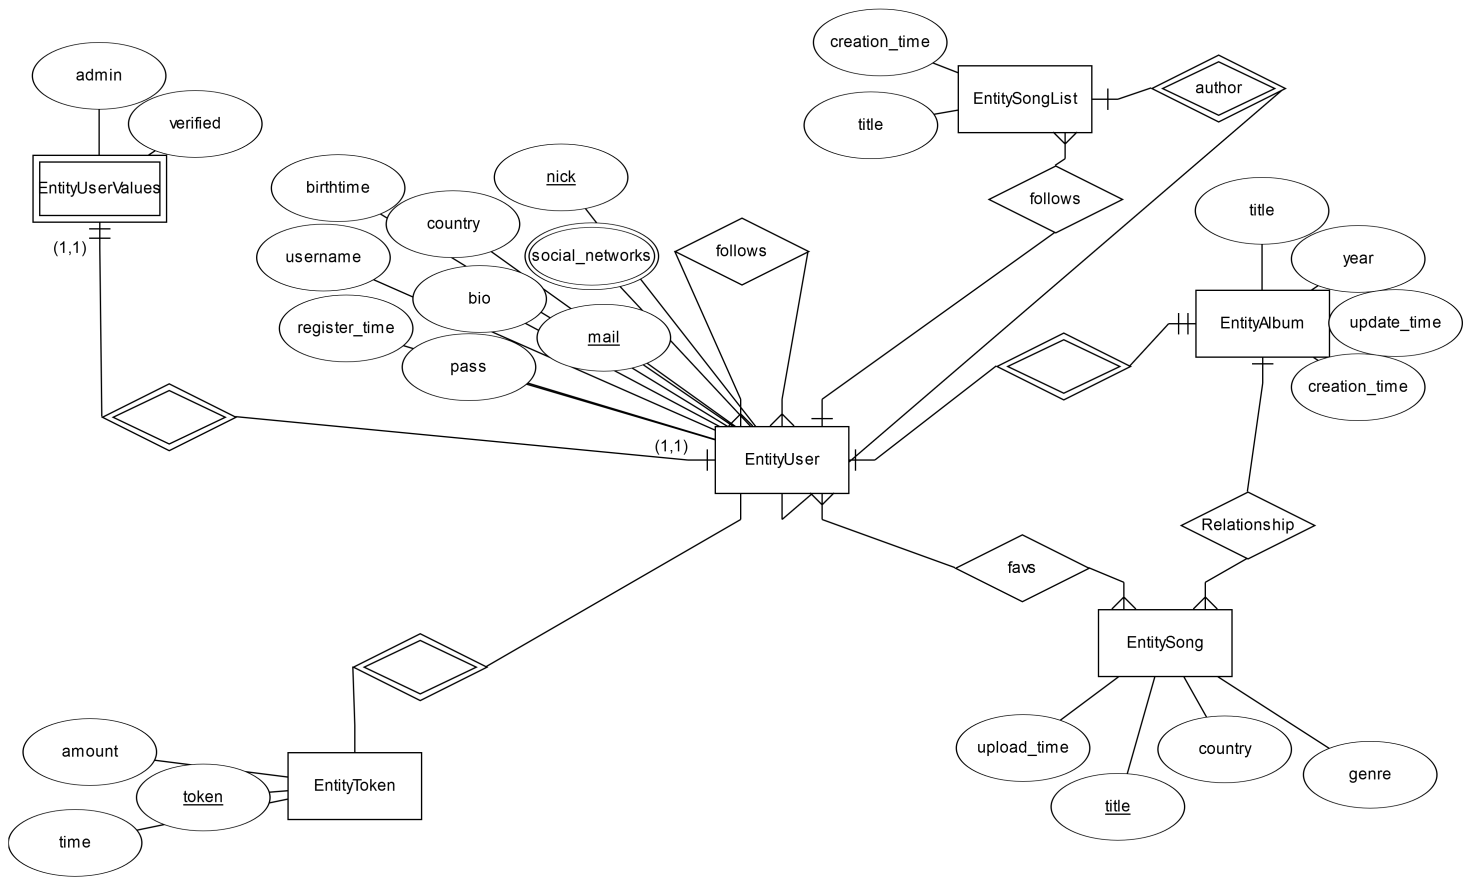 creation_time
admin
EntitySongList
author
verified
title
birthtime
nick
EntityUserValues
follows
title
country
(1,1)
username
social_networks
follows
year
bio
register_time
mail
EntityAlbum
update_time
pass
creation_time
(1,1)
EntityUser
Relationship
favs
EntitySong
amount
upload_time
country
EntityToken
token
title
genre
time